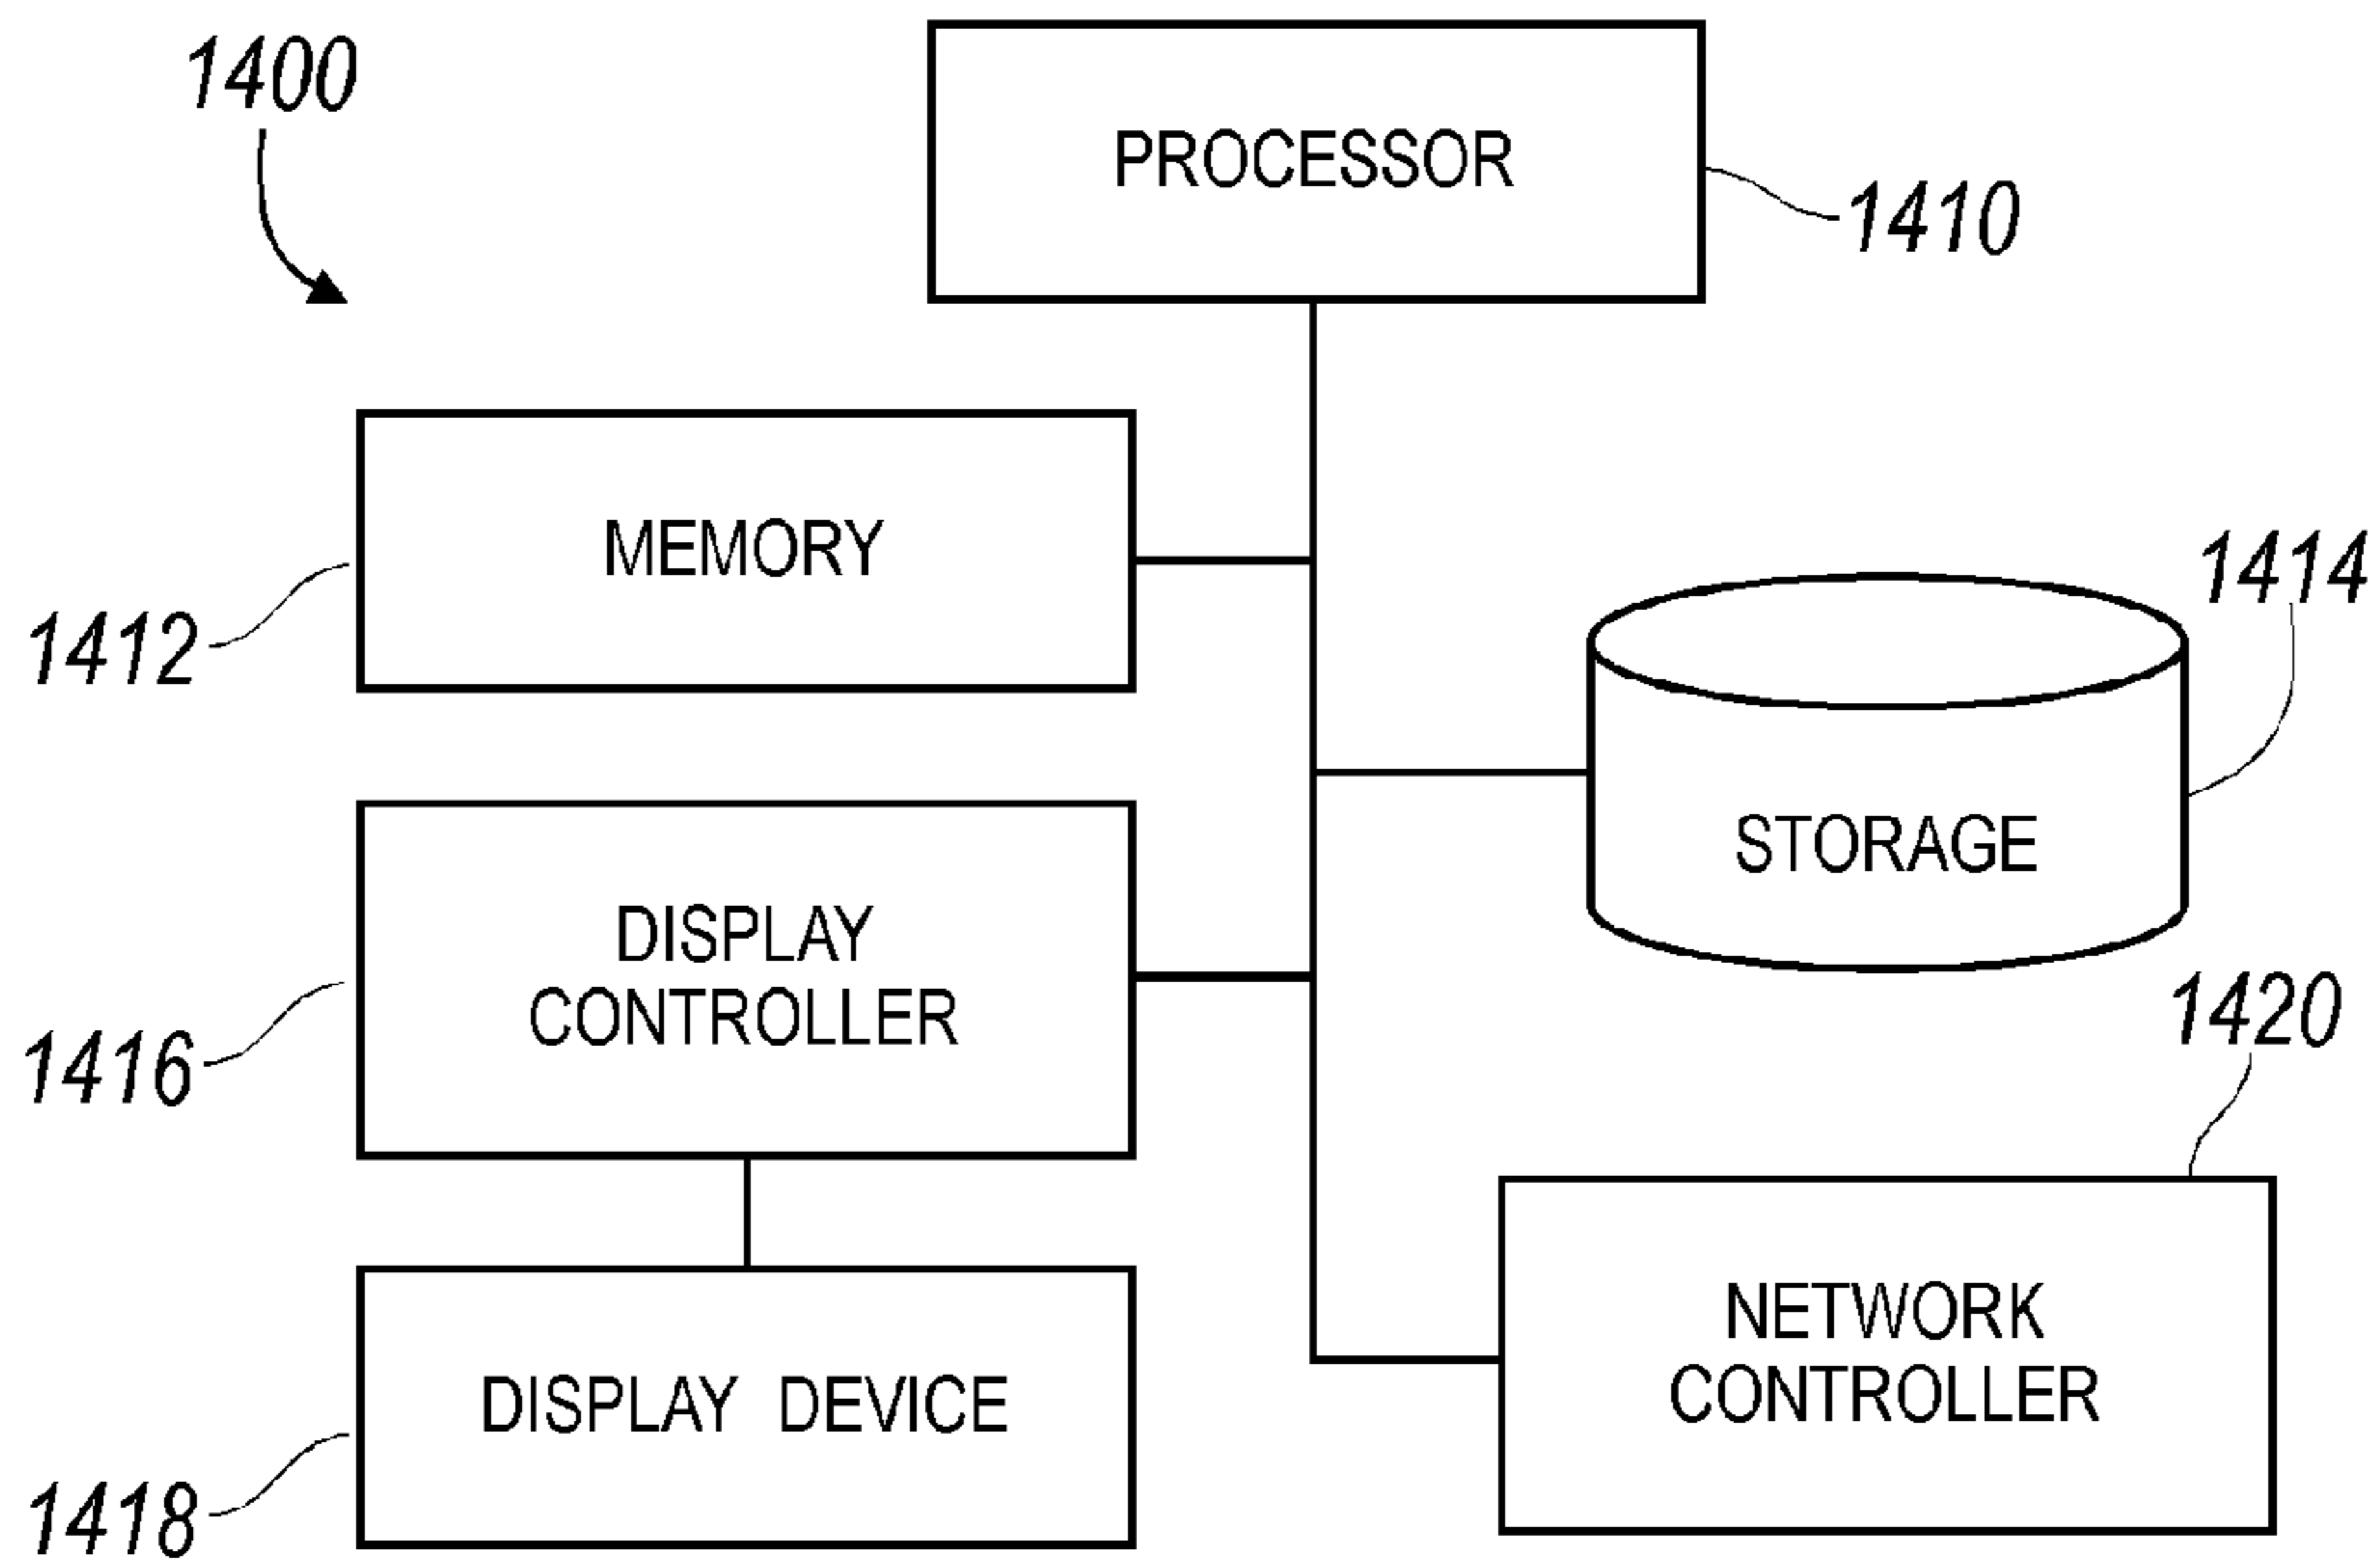 1400
PROCESSOR
1410
MEMORY
1412
1414
STORAGE
DISPLAY
CONTROLLER
1416
1420
NETWORK
CONTROLLER
DISPLAY DEVICE
1418